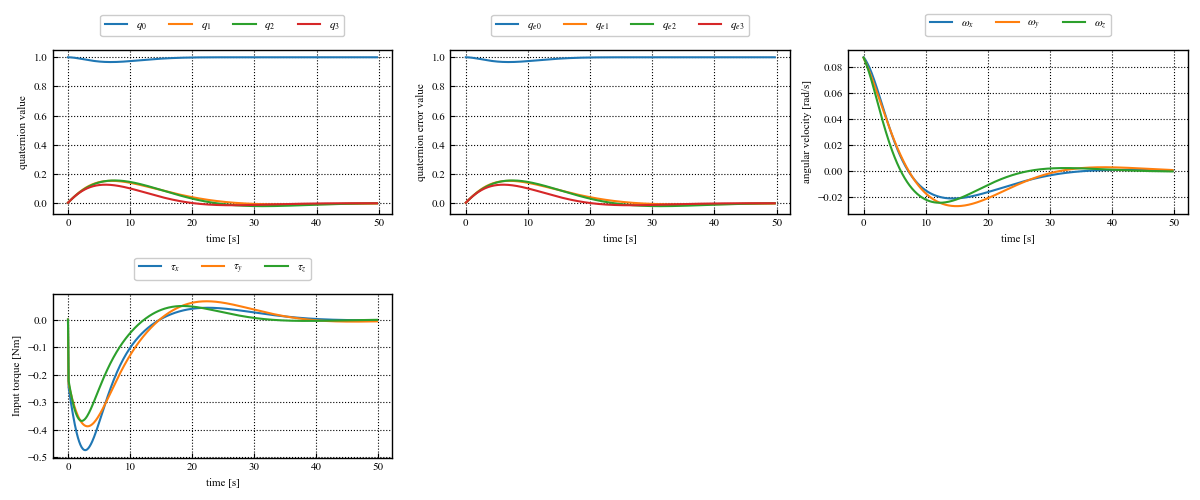 q0 q1 q2 q3
quaternion value
1.0
0.8
0.6
0.4
0.2
0.0
0 10 20 30 40 50
time [s]
qe0 qe1 qe2 qe3
quaternion error value
1.0
0.8
0.6
0.4
0.2
0.0
0 10 20 30 40 50
time [s]
ωx ωy ωz
angular velocity [rad/s]
0.08
0.06
0.04
0.02
0.00
−0.02
0 10 20 30 40 50
time [s]
τx τy τz
Input torque [Nm]
0.0
−0.1
−0.2
−0.3
−0.4
−0.5
0 10 20 30 40 50
time [s]